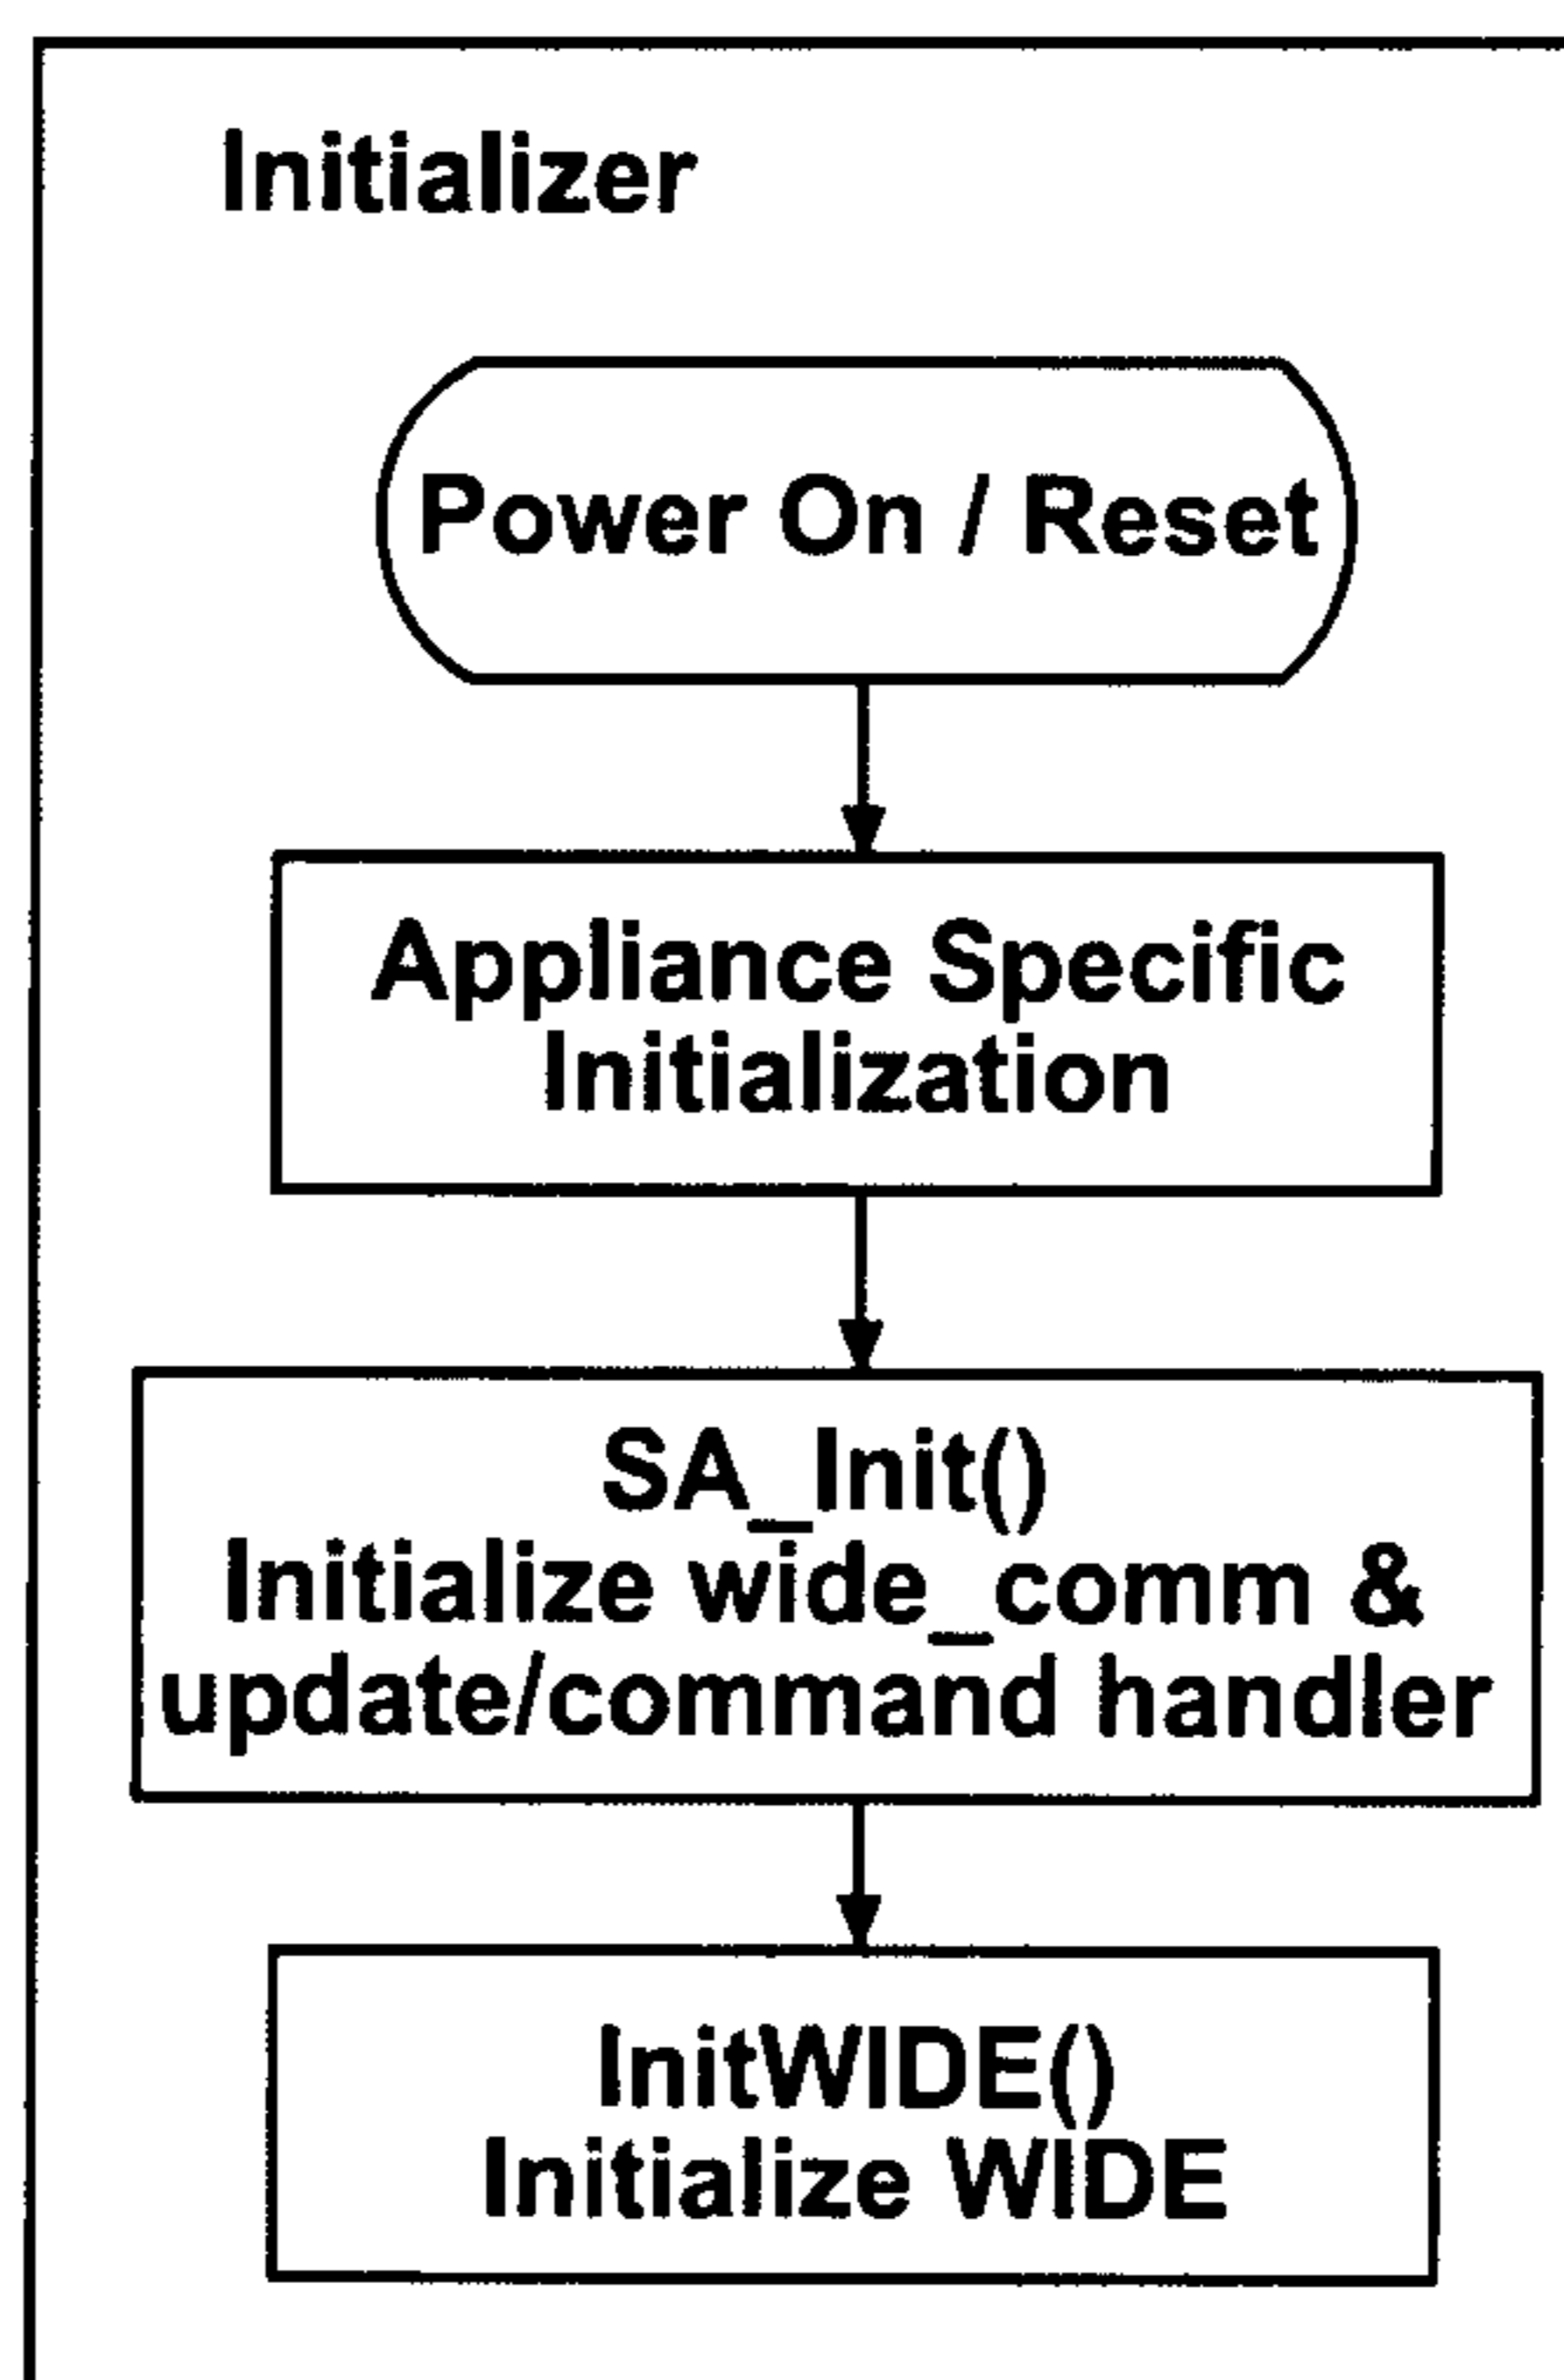 Initializer
Power On / Reset
Appliance Specific
Initialization
SA_Init()
Initialize wide_comm &
update/command handler
InitWIDE()
Initialize WIDE